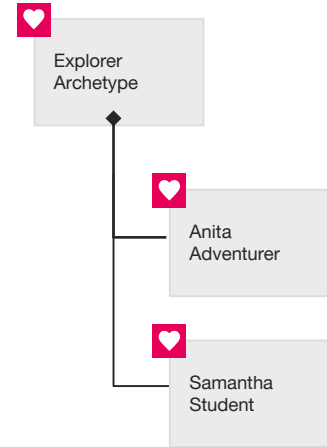 Explorer
Archetype
Anita
Adventurer
Samantha
Student